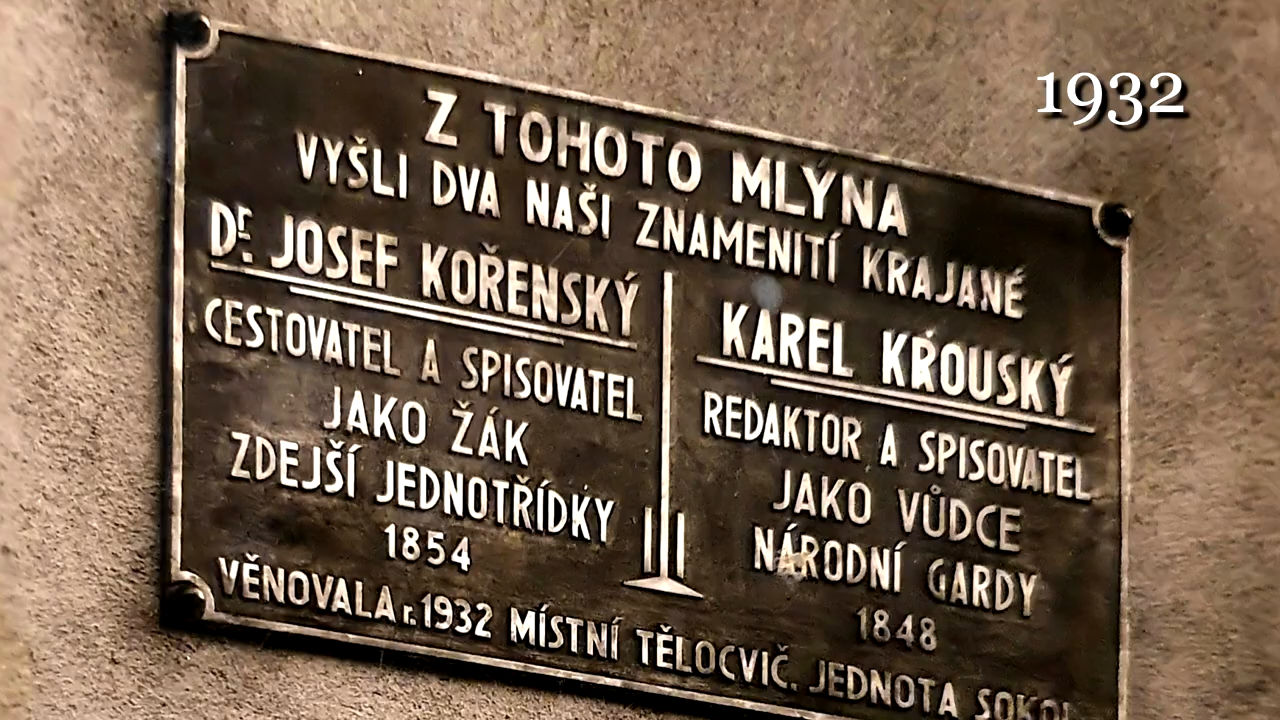 1932
Z TOHOTO MLÝNA
VYŠLI DVA NAŠI ZNAMENITÍ KRAJANÉ
Dr. JOSEF KOŘENSKÝ
CESTOVATEL A SPISOVATEL
JAKO ŽÁK
ZDEJŠÍ JEDNOTŘÍDKY
1854
KAREL KŘOUSKÝ
REDAKTOR A SPISOVATEL
JAKO VŮDCE
NÁRODNÍ GARDY
1848
VĚNOVALA r. 1932 MÍSTNÍ TĚLOCVIČ. JEDNOTA SOKOL